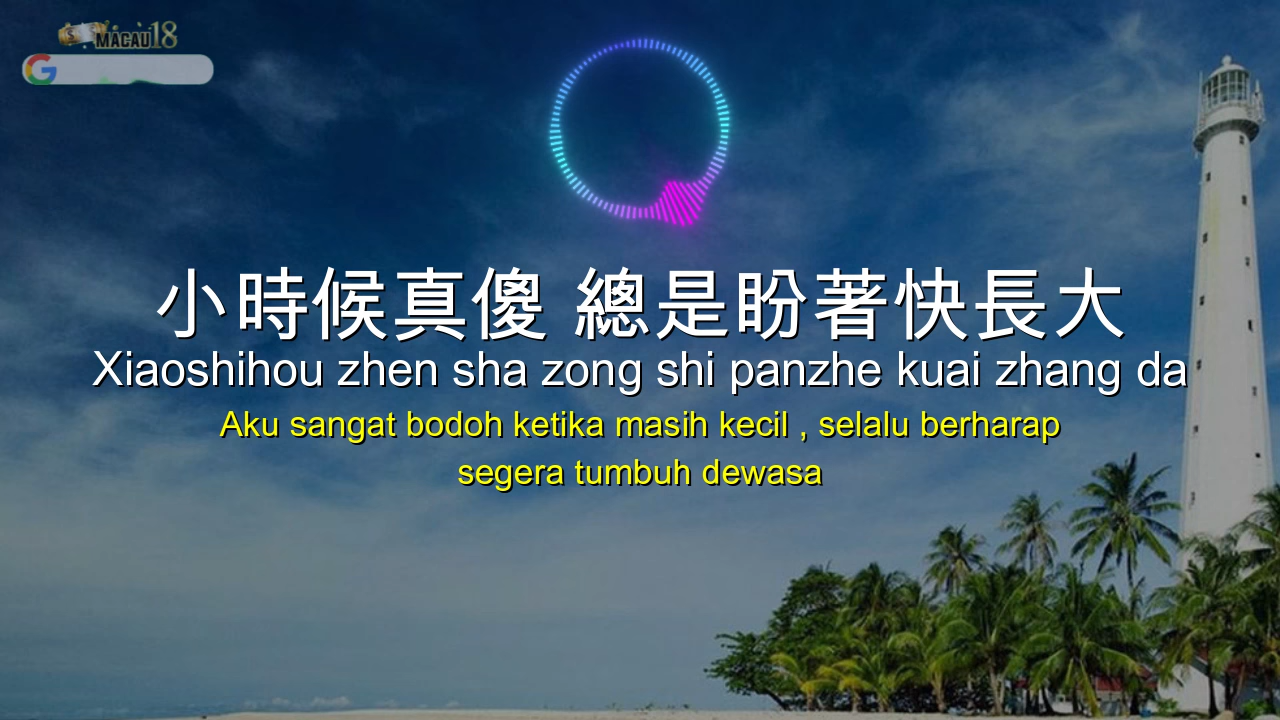 MACAU18
小時候真傻 總是盼著快長大
Xiaoshihou zhen sha zong shi panzhe kuai zhang da
Aku sangat bodoh ketika masih kecil , selalu berharap
segera tumbuh dewasa